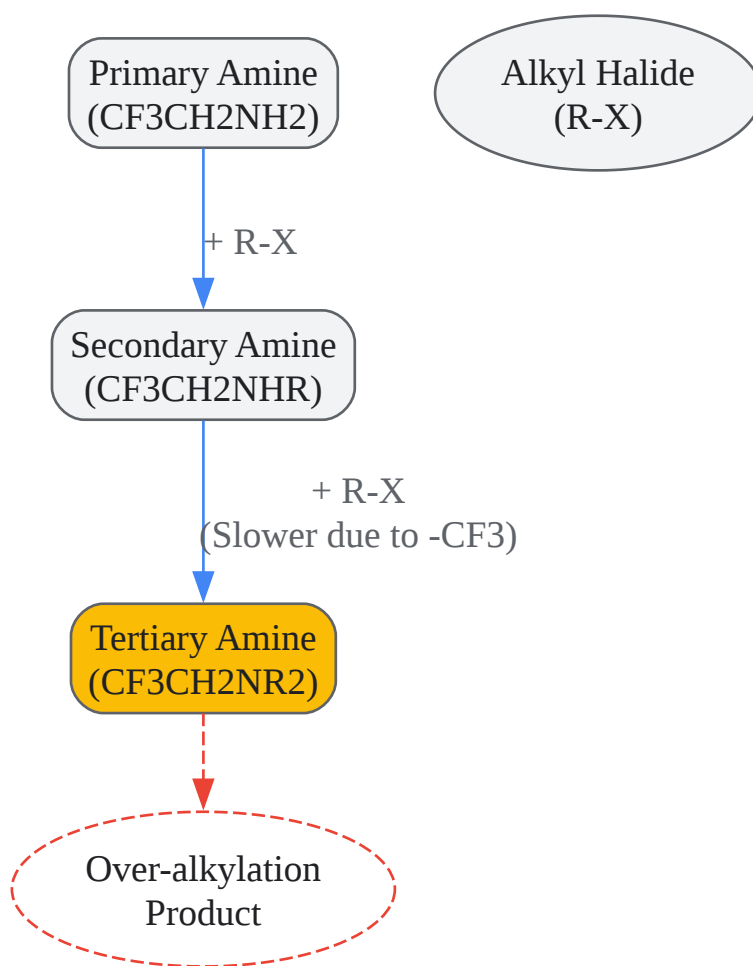 Primary Amine
(CF3CH2NH2)
Alkyl Halide
(R-X)
+ R-X
Secondary Amine
(CF3CH2NHR)
+ R-X
(Slower due to -CF3)
Tertiary Amine
(CF3CH2NR2)
Over-alkylation
Product